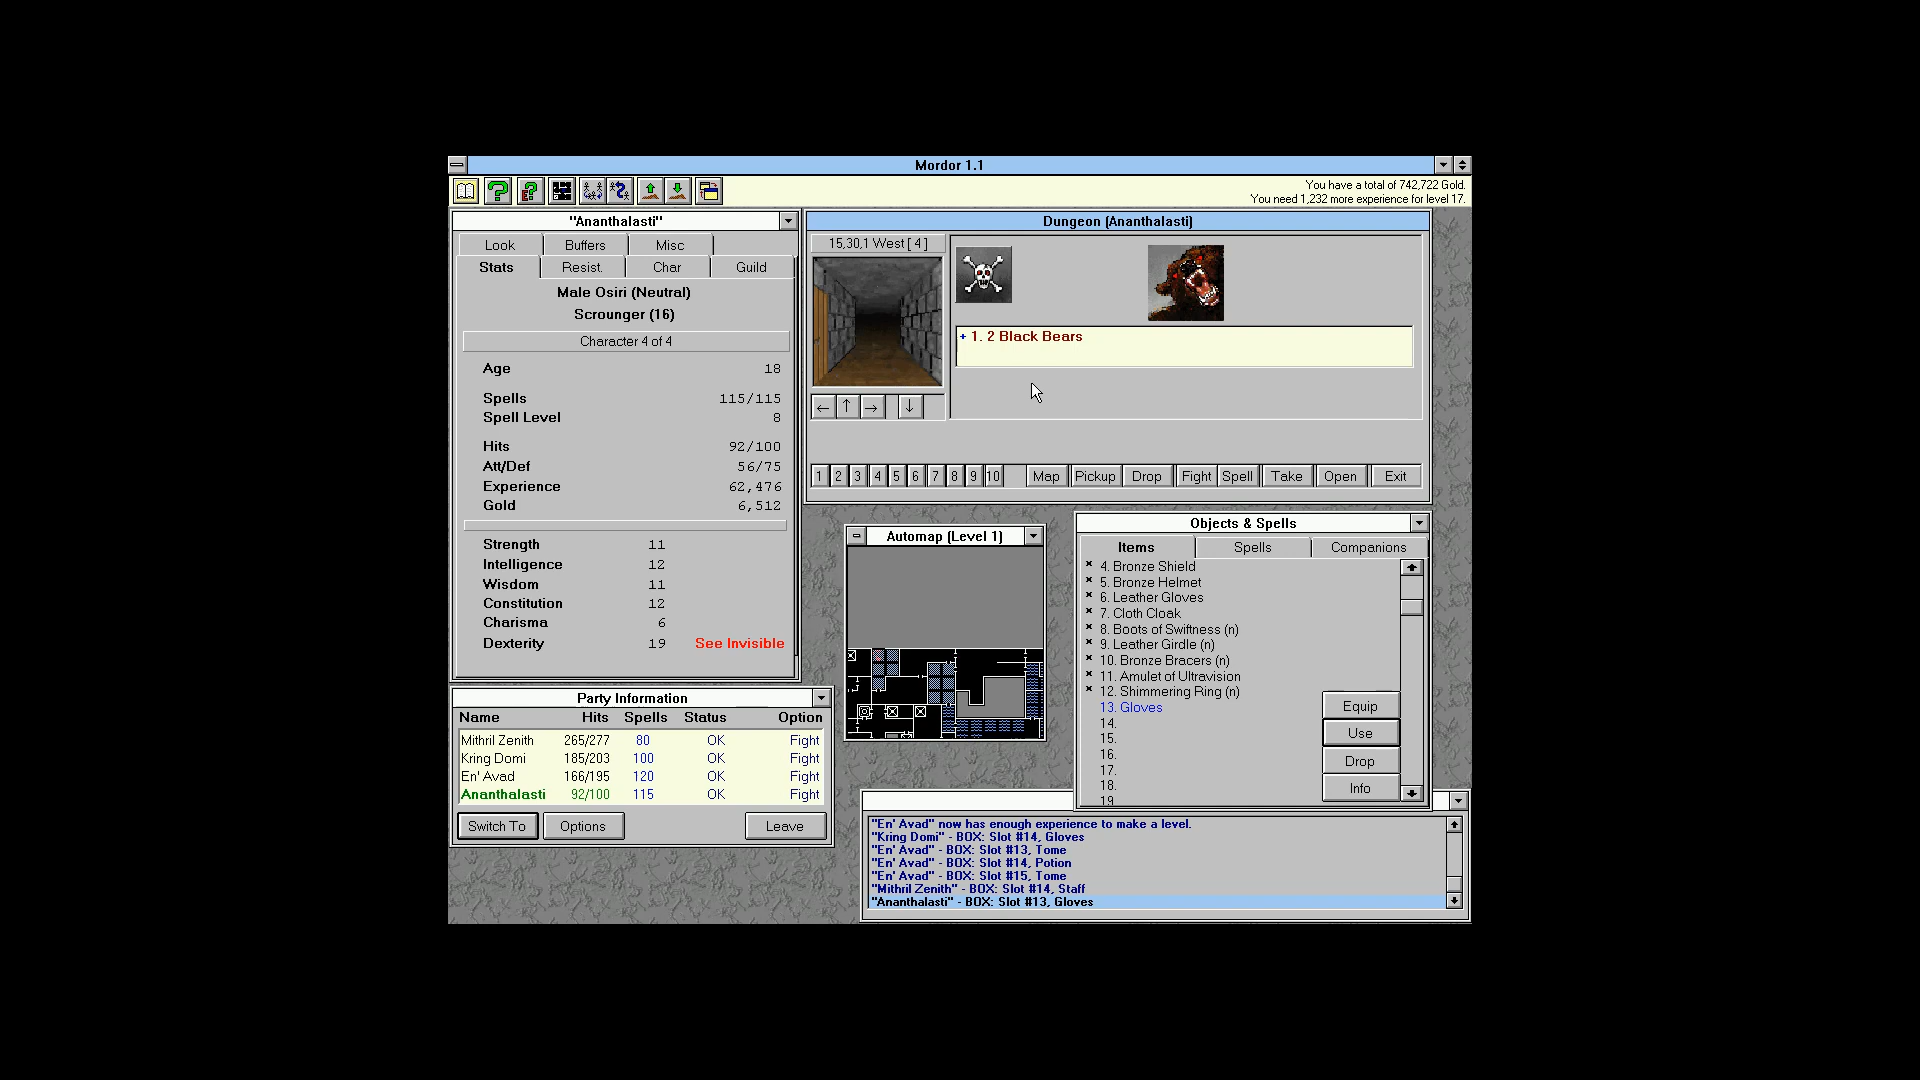 Mordor 1.1
You have a total of 742,722 Gold.
You need 1,232 more experience for level 17.
"Ananthalasti"
Look Buffers Misc
Stats Resist. Char Guild
Male Osiri (Neutral)
Scrounger (16)
Character 4 of 4
Age 18
Spells 115/115
Spell Level 8
Hits 92/100
Att/Def 56/75
Experience 62,476
Gold 6,512
Strength 11
Intelligence 12
Wisdom 11
Constitution 12
Charisma 6
Dexterity 19 See Invisible
Dungeon (Ananthalasti)
15,30,1 West [ 4 ]
+ 1. 2 Black Bears
1 2 3 4 5 6 7 8 9 10 Map Pickup Drop Fight Spell Take Open Exit
Party Information
Name Hits Spells Status Option
Mithril Zenith 265/277 80 OK Fight
Kring Domi 185/203 100 OK Fight
En' Avad 166/195 120 OK Fight
Ananthalasti 92/100 115 OK Fight
Switch To Options Leave
Automap (Level 1)
Objects & Spells
Items Spells Companions
4. Bronze Shield
5. Bronze Helmet
6. Leather Gloves
7. Cloth Cloak
8. Boots of Swiftness (n)
9. Leather Girdle (n)
10. Bronze Bracers (n)
11. Amulet of Ultravision
12. Shimmering Ring (n)
13. Gloves
14.
15.
16.
17.
18.
19
Equip
Use
Drop
Info
"En' Avad" now has enough experience to make a level.
"Kring Domi" - BOX: Slot #14, Gloves
"En' Avad" - BOX: Slot #13, Tome
"En' Avad" - BOX: Slot #14, Potion
"En' Avad" - BOX: Slot #15, Tome
"Mithril Zenith" - BOX: Slot #14, Staff
"Ananthalasti" - BOX: Slot #13, Gloves